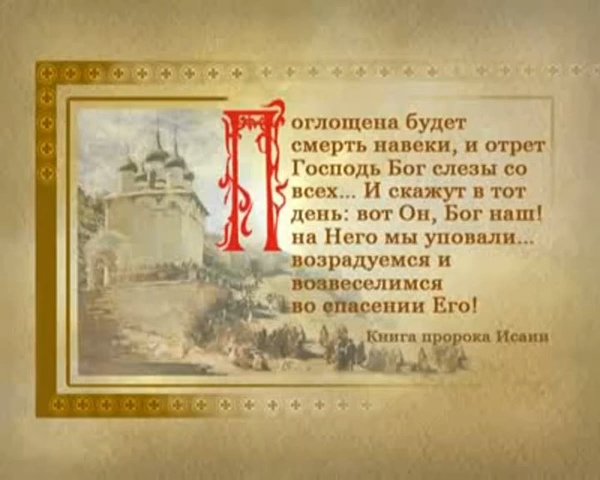 Поглощена будет
смерть навеки, и отрет
Господь Бог слезы со
всех... И скажут в тот
день: вот Он, Бог наш!
на Него мы уповали...
возрадуемся и
возвеселимся
во спасении Его!
Книга пророка Исаии